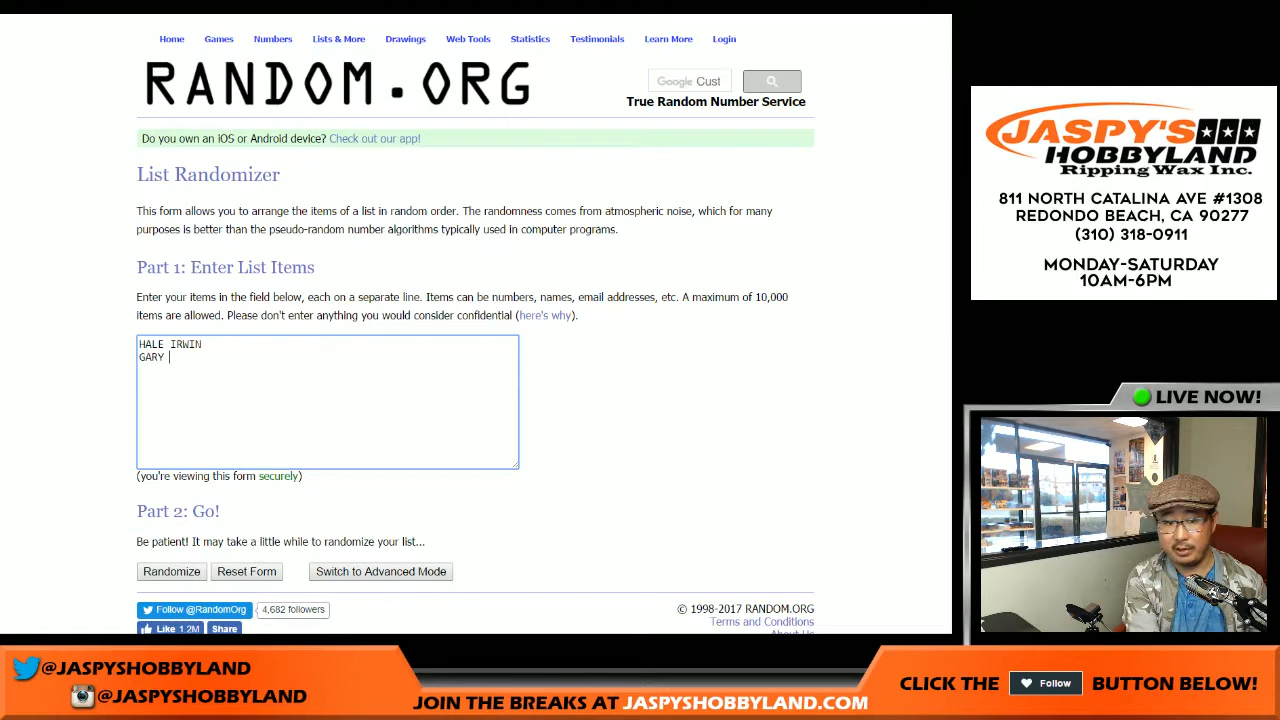 Home Games Numbers Lists & More Drawings Web Tools Statistics Testimonials Learn More Login
RANDOM.ORG
Google Cust
True Random Number Service
Do you own an iOS or Android device? Check out our app!
List Randomizer
This form allows you to arrange the items of a list in random order. The randomness comes from atmospheric noise, which for many
purposes is better than the pseudo-random number algorithms typically used in computer programs.
Part 1: Enter List Items
Enter your items in the field below, each on a separate line. Items can be numbers, names, email addresses, etc. A maximum of 10,000
items are allowed. Please don't enter anything you would consider confidential (here's why).
HALE IRWIN
GARY
(you're viewing this form securely)
Part 2: Go!
Be patient! It may take a little while to randomize your list...
Randomize Reset Form Switch to Advanced Mode
Follow @RandomOrg 4,682 followers
Like 1.2M Share
© 1998-2017 RANDOM.ORG
Terms and Conditions
About Us
JASPY'S
HOBBYLAND
Ripping Wax Inc.
811 NORTH CATALINA AVE #1308
REDONDO BEACH, CA 90277
(310) 318-0911
MONDAY-SATURDAY
10AM-6PM
LIVE NOW!
@JASPYSHOBBYLAND
@JASPYSHOBBYLAND
JOIN THE BREAKS AT JASPYSHOBBYLAND.COM
CLICK THE Follow BUTTON BELOW!